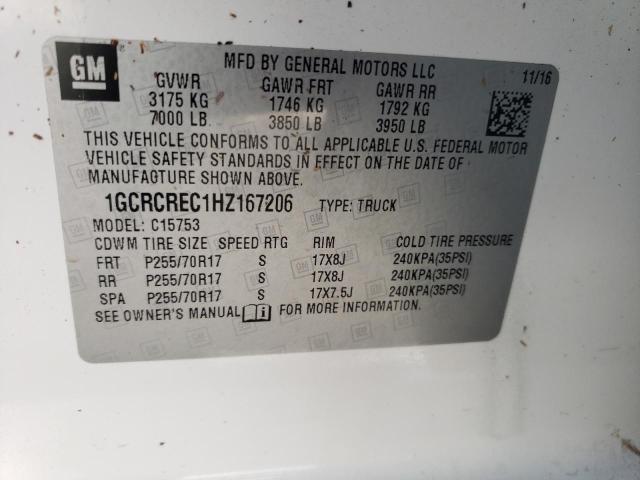 GM
MFD BY GENERAL MOTORS LLC 11/16
GVWR GAWR FRT GAWR RR
3175 KG 1746 KG 1792 KG
7000 LB. 3850 LB 3950 LB
THIS VEHICLE CONFORMS TO ALL APPLICABLE U.S. FEDERAL MOTOR
VEHICLE SAFETY STANDARDS IN EFFECT ON THE DATE OF
MANUFACTURE SHOWN ABOVE.
1GCRCREC1HZ167206 TYPE: TRUCK
MODEL: C15753
CDWM TIRE SIZE SPEED RTG RIM COLD TIRE PRESSURE
FRT P255/70R17 S 17X8J 240KPA(35PSI)
RR P255/70R17 S 17X8J 240KPA(35PSI)
SPA P255/70R17 S 17X7.5J 240KPA(35PSI)
SEE OWNER'S MANUAL FOR MORE INFORMATION.